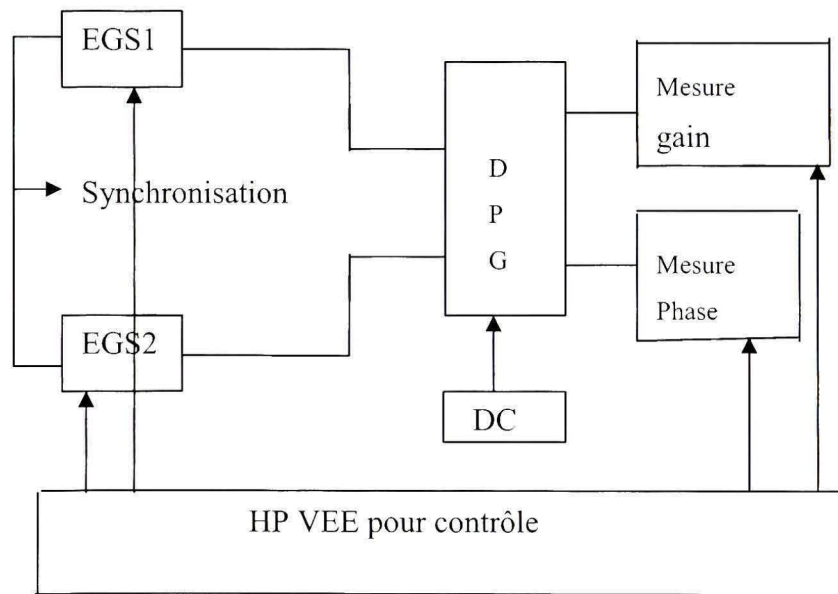 EGS1
Mesure
gain
D
P
G
Synchronisation
Mesure
Phase
EGS2
DC
HP VEE pour contrôle